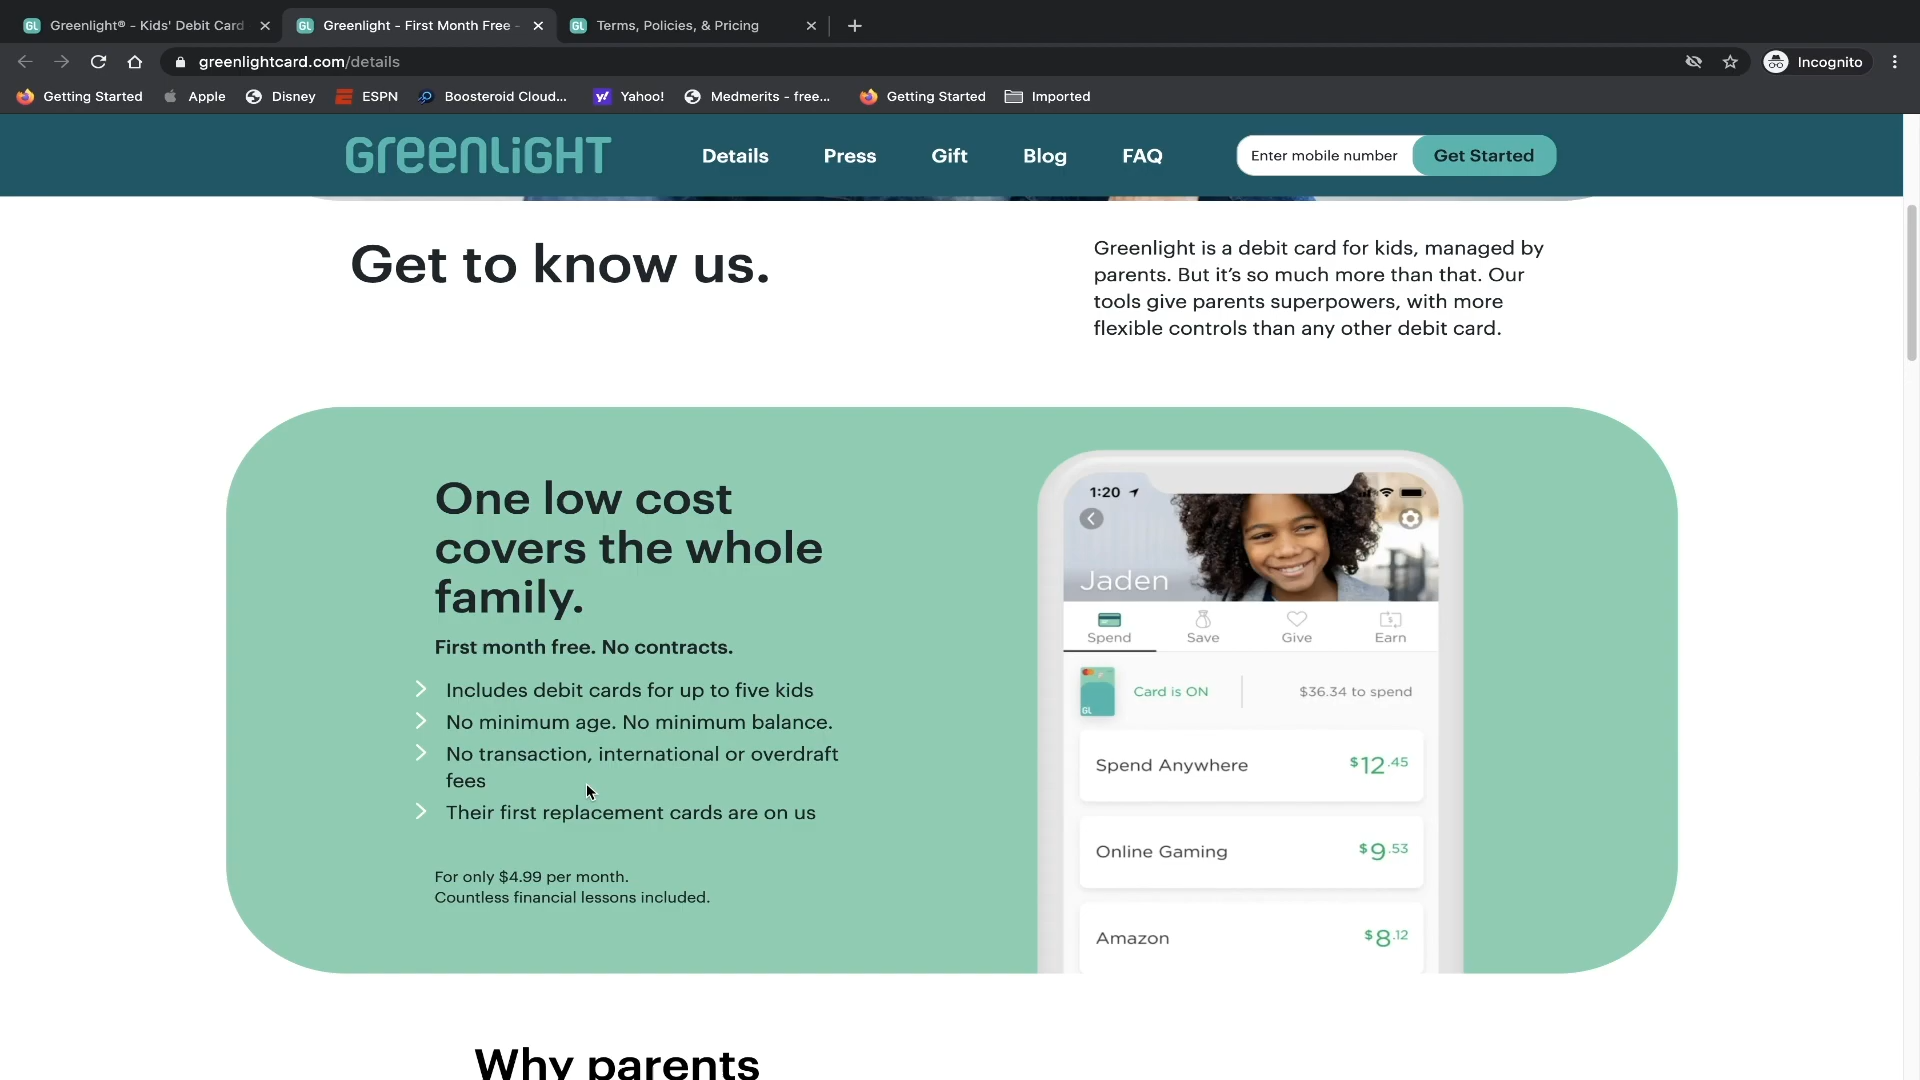 GL Greenlight® - Kids' Debit Card
GL Greenlight - First Month Free -
GL Terms, Policies, & Pricing
greenlightcard.com/details
Incognito
Getting Started
Apple
Disney
ESPN
Boosteroid Cloud...
y! Yahoo!
Medmerits - free...
Getting Started
Imported
GREENLIGHT
Details
Press
Gift
Blog
FAQ
Enter mobile number
Get Started
Get to know us.
Greenlight is a debit card for kids, managed by
parents. But it’s so much more than that. Our
tools give parents superpowers, with more
flexible controls than any other debit card.
One low cost
covers the whole
family.
First month free. No contracts.
Includes debit cards for up to five kids
No minimum age. No minimum balance.
No transaction, international or overdraft
fees
Their first replacement cards are on us
For only $4.99 per month.
Countless financial lessons included.
1:20
Jaden
Spend
Save
Give
Earn
GL
Card is ON
$36.34 to spend
Spend Anywhere
$12.45
Online Gaming
$9.53
Amazon
$8.12
Why parents